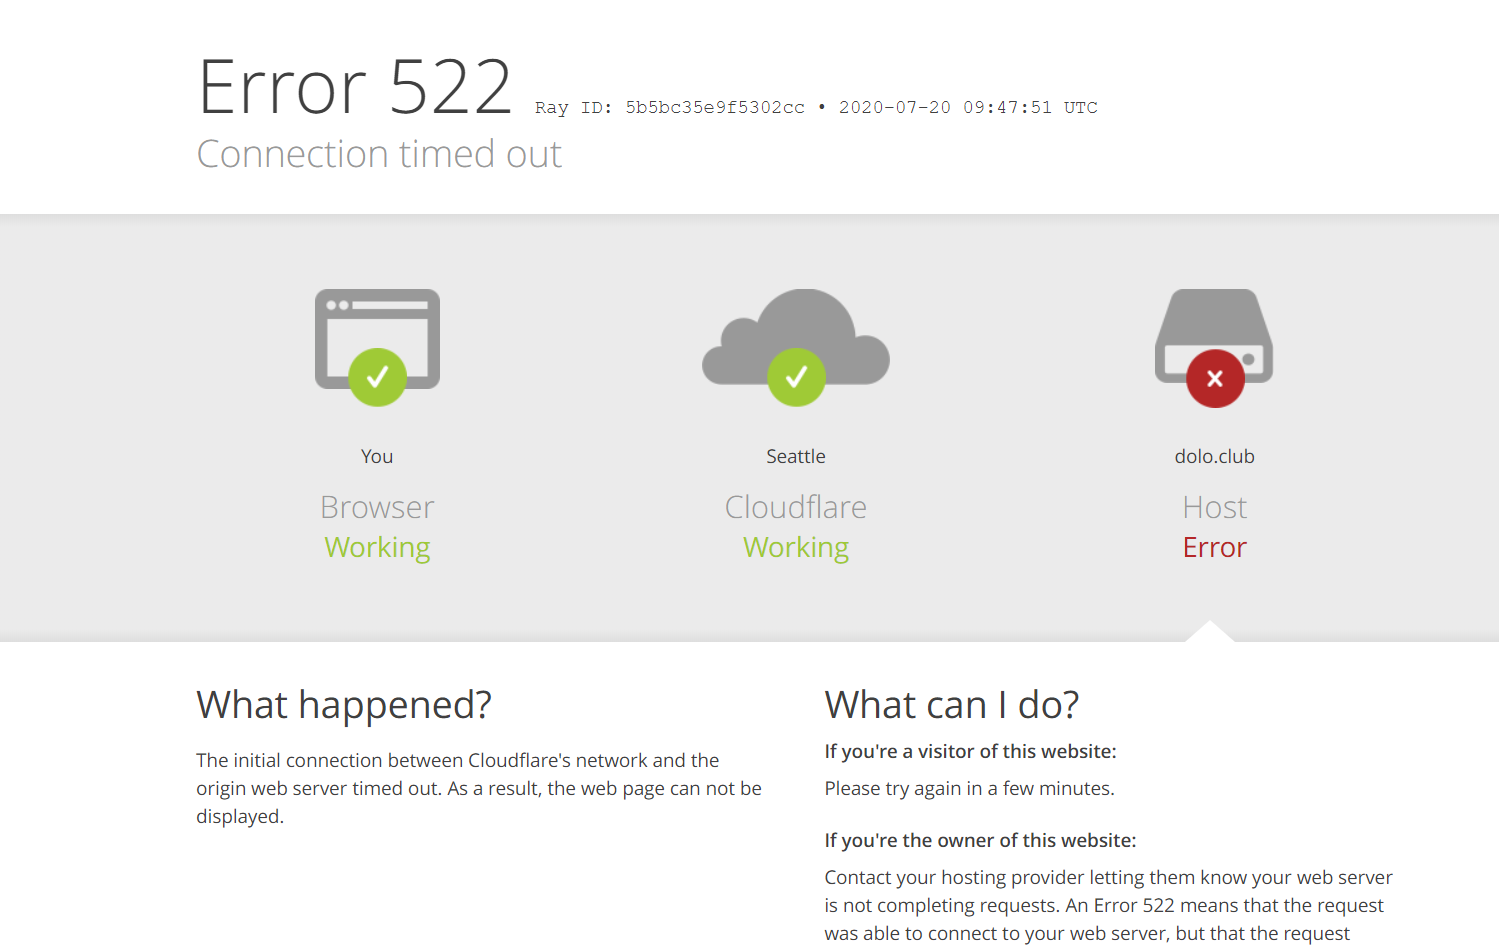 Error 522 Ray ID: 5b5bc35e9f5302cc • 2020-07-20 09:47:51 UTC
Connection timed out
You
Browser
Working
Seattle
Cloudflare
Working
dolo.club
Host
Error
What happened?
The initial connection between Cloudflare's network and the
origin web server timed out. As a result, the web page can not be
displayed.
What can I do?
If you're a visitor of this website:
Please try again in a few minutes.
If you're the owner of this website:
Contact your hosting provider letting them know your web server
is not completing requests. An Error 522 means that the request
was able to connect to your web server, but that the request